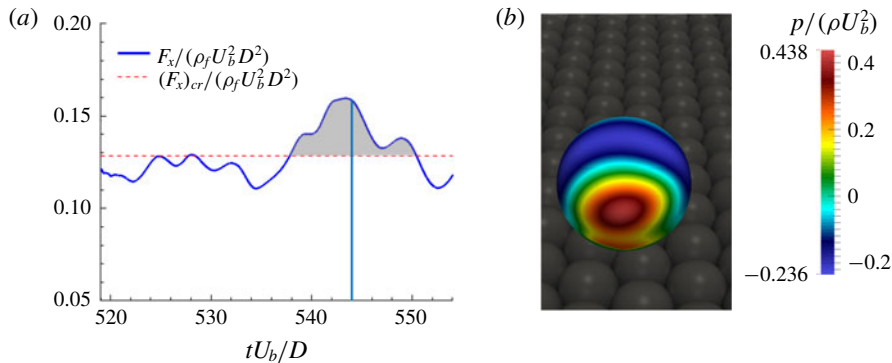 (a)
0.20
0.15
0.10
0.05
F_x/(ρ_f U_b^2 D^2)
(F_x)_cr/(ρ_f U_b^2 D^2)
520
530
540
550
tU_b/D
(b)
p/(ρU_b^2)
0.438
0.4
0.2
0
−0.2
−0.236